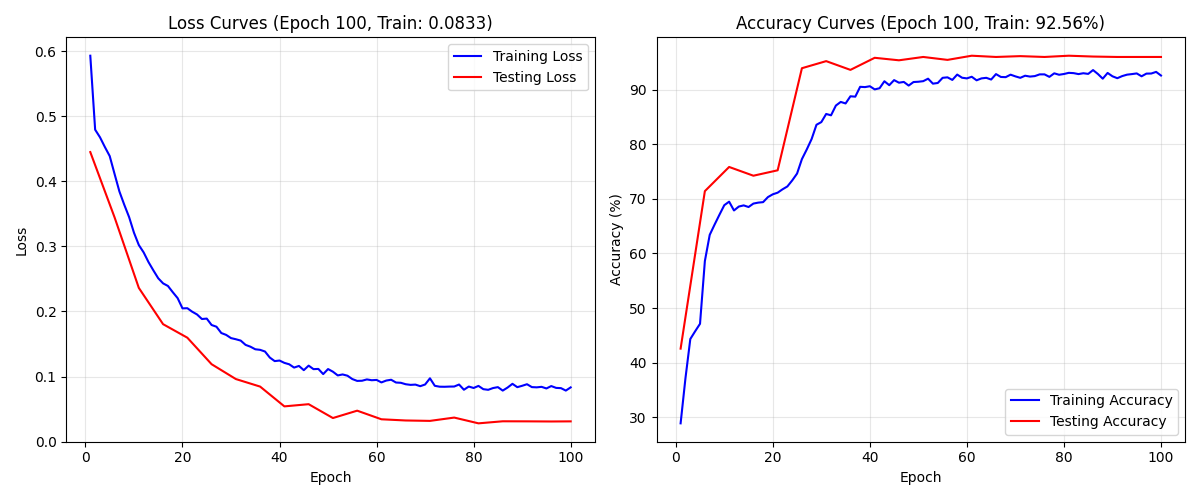 Loss Curves (Epoch 100, Train: 0.0833)
Training Loss
Testing Loss
0.6
0.5
0.4
0.3
0.2
0.1
0.0
Loss
0 20 40 60 80 100
Epoch
Accuracy Curves (Epoch 100, Train: 92.56%)
90
80
70
60
50
40
30
Accuracy (%)
Training Accuracy
Testing Accuracy
0 20 40 60 80 100
Epoch